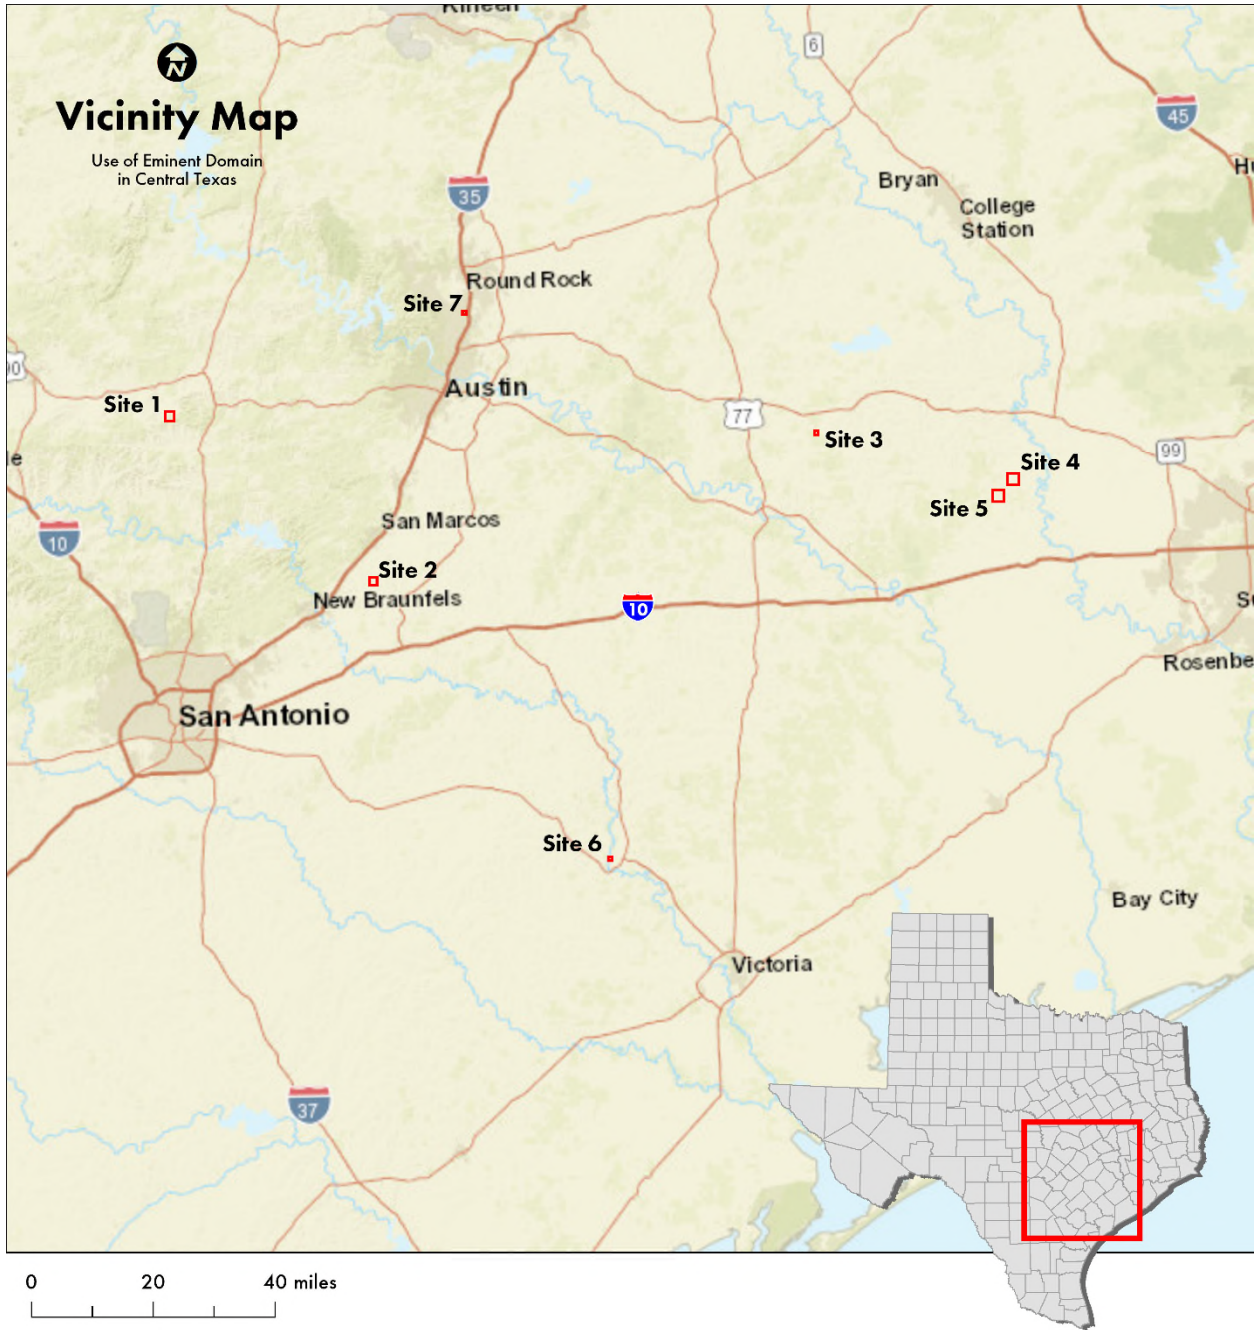 Killeen
6
N
Vicinity Map
45
Use of Eminent Domain
in Central Texas
Bryan
35
College
Station
Round Rock
Site 7
Austin
Site 1
77
Site 3
99
Site 4
Site 5
San Marcos
10
Site 2
New Braunfels
10
Rosenbe
San Antonio
Site 6
Bay City
Victoria
37
0 20 40 miles